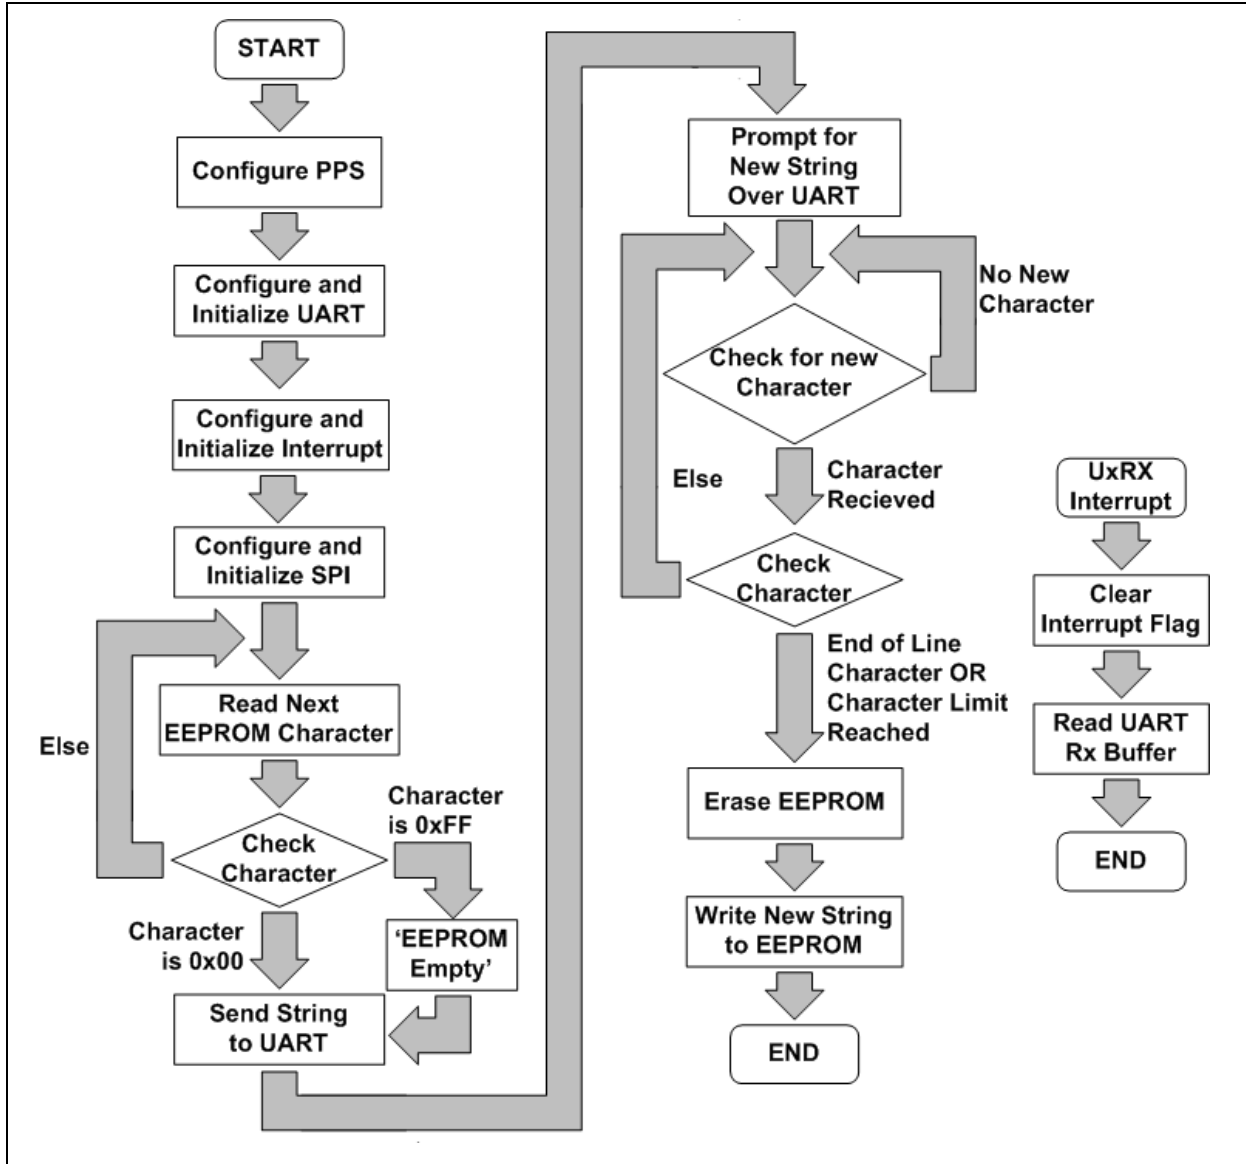 START
Configure PPS
Configure and
Initialize UART
Configure and
Initialize Interrupt
Configure and
Initialize SPI
Read Next
EEPROM Character
Else
Check
Character
Character
is 0xFF
Character
is 0x00
‘EEPROM
Empty’
Send String
to UART
Prompt for
New String
Over UART
No New
Character
Check for new
Character
Else
Character
Recieved
Check
Character
End of Line
Character OR
Character Limit
Reached
Erase EEPROM
Write New String
to EEPROM
END
UxRX
Interrupt
Clear
Interrupt Flag
Read UART
Rx Buffer
END